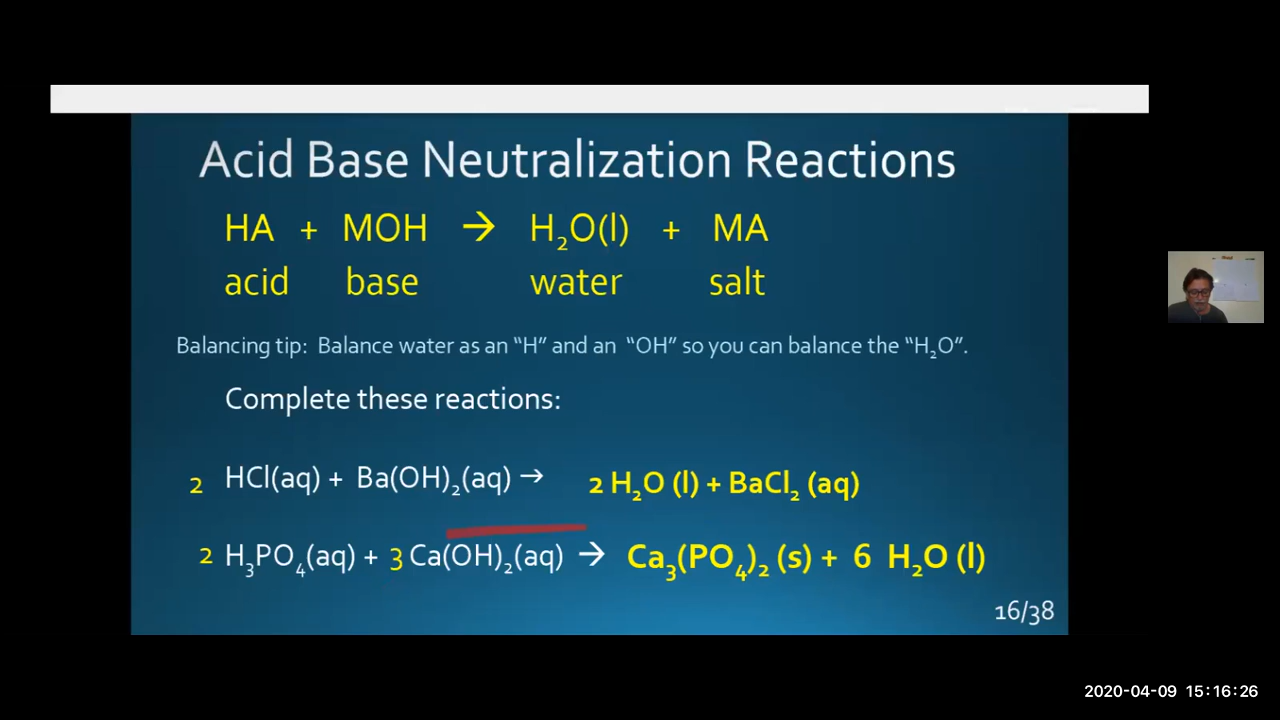 Acid Base Neutralization Reactions
HA + MOH → H₂O(l) + MA
acid base water salt
Balancing tip: Balance water as an “H” and an “OH” so you can balance the “H₂O”.
Complete these reactions:
2 HCl(aq) + Ba(OH)₂(aq) → 2 H₂O (l) + BaCl₂ (aq)
2 H₃PO₄(aq) + 3 Ca(OH)₂(aq) → Ca₃(PO₄)₂ (s) + 6 H₂O (l)
16/38
2020-04-09 15:16:26